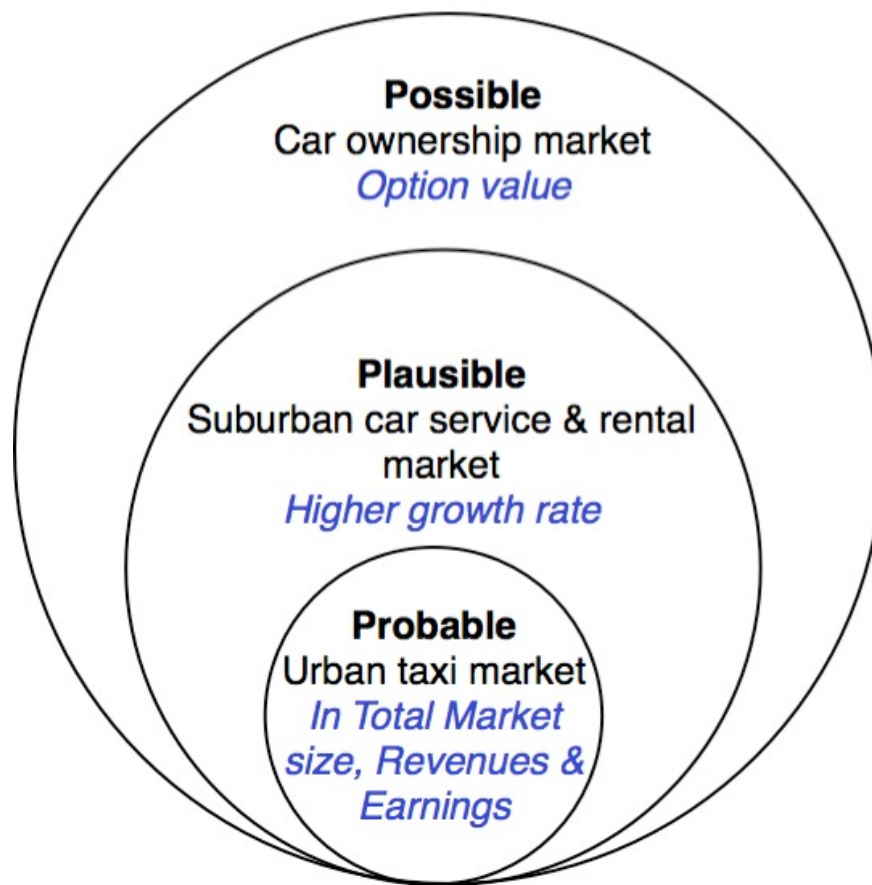 Possible
Car ownership market
Option value
Plausible
Suburban car service & rental
market
Higher growth rate
Probable
Urban taxi market
In Total Market
size, Revenues &
Earnings